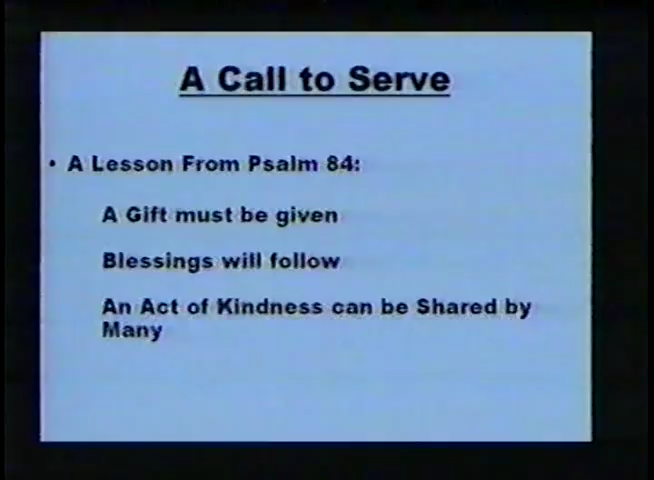 A Call to Serve
• A Lesson From Psalm 84:
A Gift must be given
Blessings will follow
An Act of Kindness can be Shared by
Many